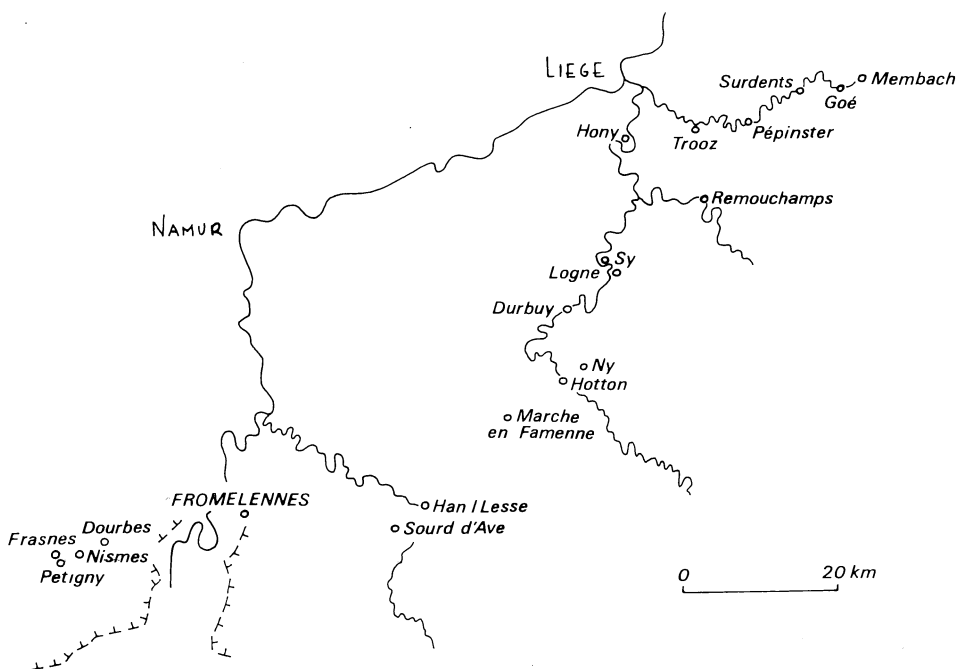 LIEGE
Surdents
Membach
Goé
Hony
Trooz
Pépinster
Remouchamps
NAMUR
Sy
Logne
Durbuy
Ny
Hotton
Marche
en Famenne
FROMELENNES
Han / Lesse
Sourd d'Ave
Dourbes
Frasnes
Nismes
Petigny
0 20 km